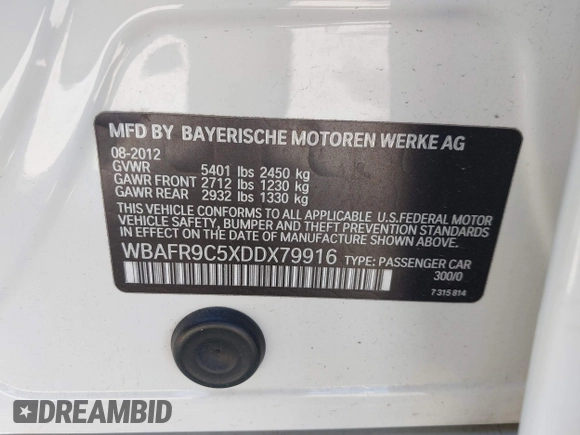 MFD BY BAYERISCHE MOTOREN WERKE AG
08-2012
GVWR 5401 lbs 2450 kg
GAWR FRONT 2712 lbs 1230 kg
GAWR REAR 2932 lbs 1330 kg
THIS VEHICLE CONFORMS TO ALL APPLICABLE U.S.FEDERAL MOTOR
VEHICLE SAFETY, BUMPER AND THEFT PREVENTION STANDARDS
IN EFFECT ON THE DATE OF MANUFACTURE SHOWN ABOVE.
WBAFR9C5XDDX79916 TYPE: PASSENGER CAR
300/0
7 315 814
DREAMBID